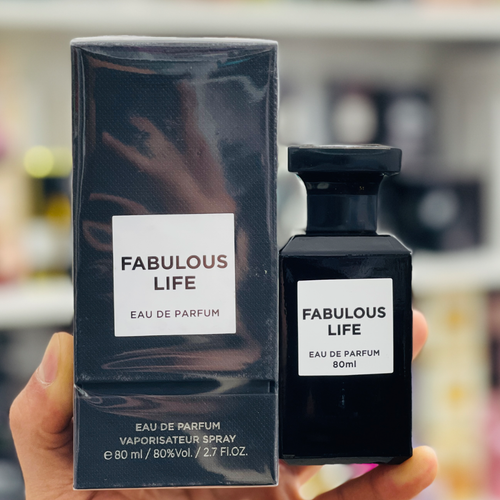 FABULOUS
LIFE
EAU DE PARFUM
EAU DE PARFUM
VAPORISATEUR SPRAY
℮ 80 ml / 80%Vol. / 2.7 Fl.OZ.
FABULOUS
LIFE
EAU DE PARFUM
80ml